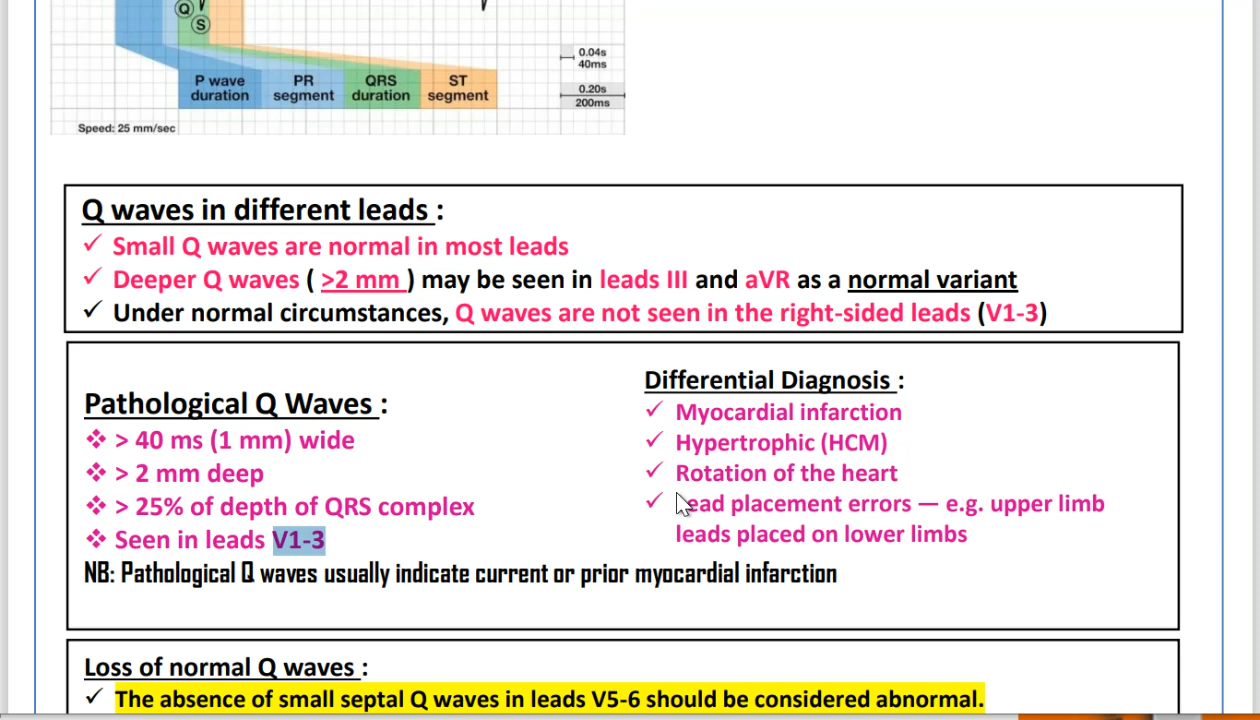 Q
S
0.04s
40ms
P wave duration
PR segment
QRS duration
ST segment
0.20s
200ms
Speed: 25 mm/sec
Q waves in different leads :
✓ Small Q waves are normal in most leads
✓ Deeper Q waves ( >2 mm ) may be seen in leads III and aVR as a normal variant
✓ Under normal circumstances, Q waves are not seen in the right-sided leads (V1-3)
Pathological Q Waves :
❖ > 40 ms (1 mm) wide
❖ > 2 mm deep
❖ > 25% of depth of QRS complex
❖ Seen in leads V1-3
NB: Pathological Q waves usually indicate current or prior myocardial infarction
Differential Diagnosis :
✓ Myocardial infarction
✓ Hypertrophic (HCM)
✓ Rotation of the heart
✓ Lead placement errors — e.g. upper limb
leads placed on lower limbs
Loss of normal Q waves :
✓ The absence of small septal Q waves in leads V5-6 should be considered abnormal.